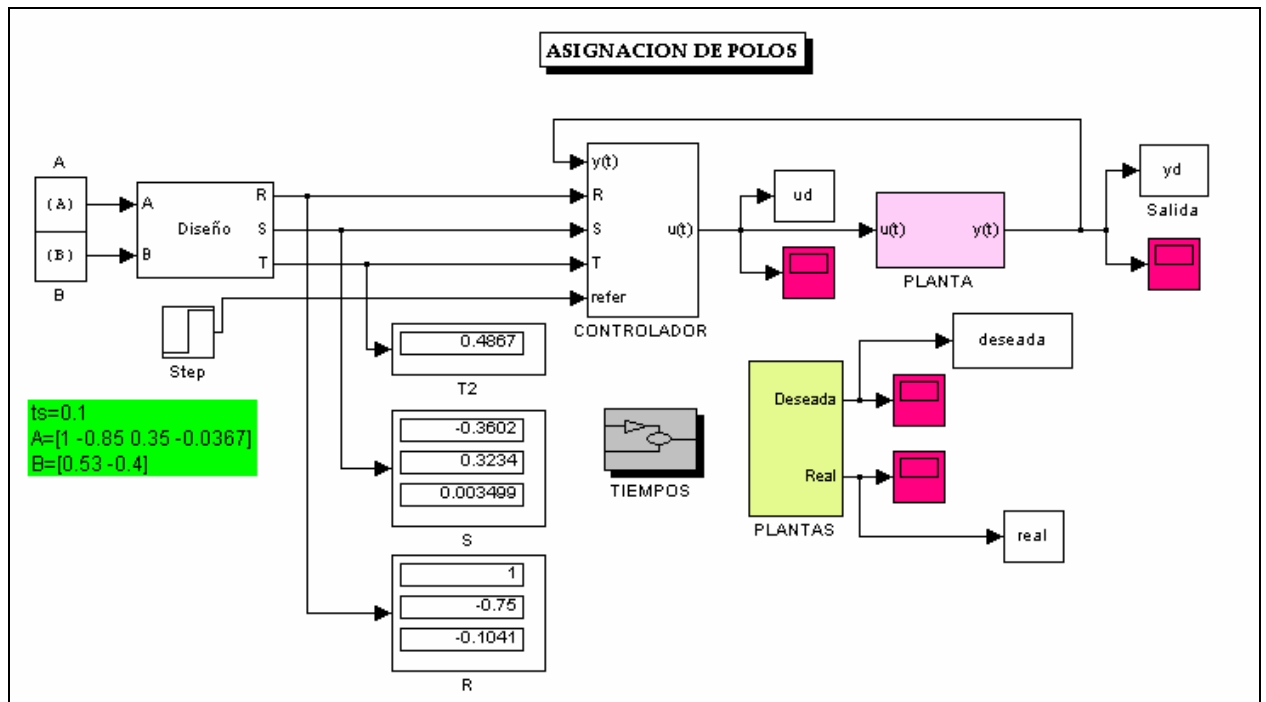 ASIGNACION DE POLOS
A
(A)
(B)
B
A
B
Diseño
R
S
T
Step
ts=0.1
A=[1 -0.85 0.35 -0.0367]
B=[0.53 -0.4]
y(t)
R
S
T
refer
u(t)
CONTROLADOR
ud
u(t)
y(t)
PLANTA
yd
Salida
0.4867
T2
-0.3602
0.3234
0.003499
S
1
-0.75
-0.1041
R
TIEMPOS
Deseada
Real
PLANTAS
deseada
real